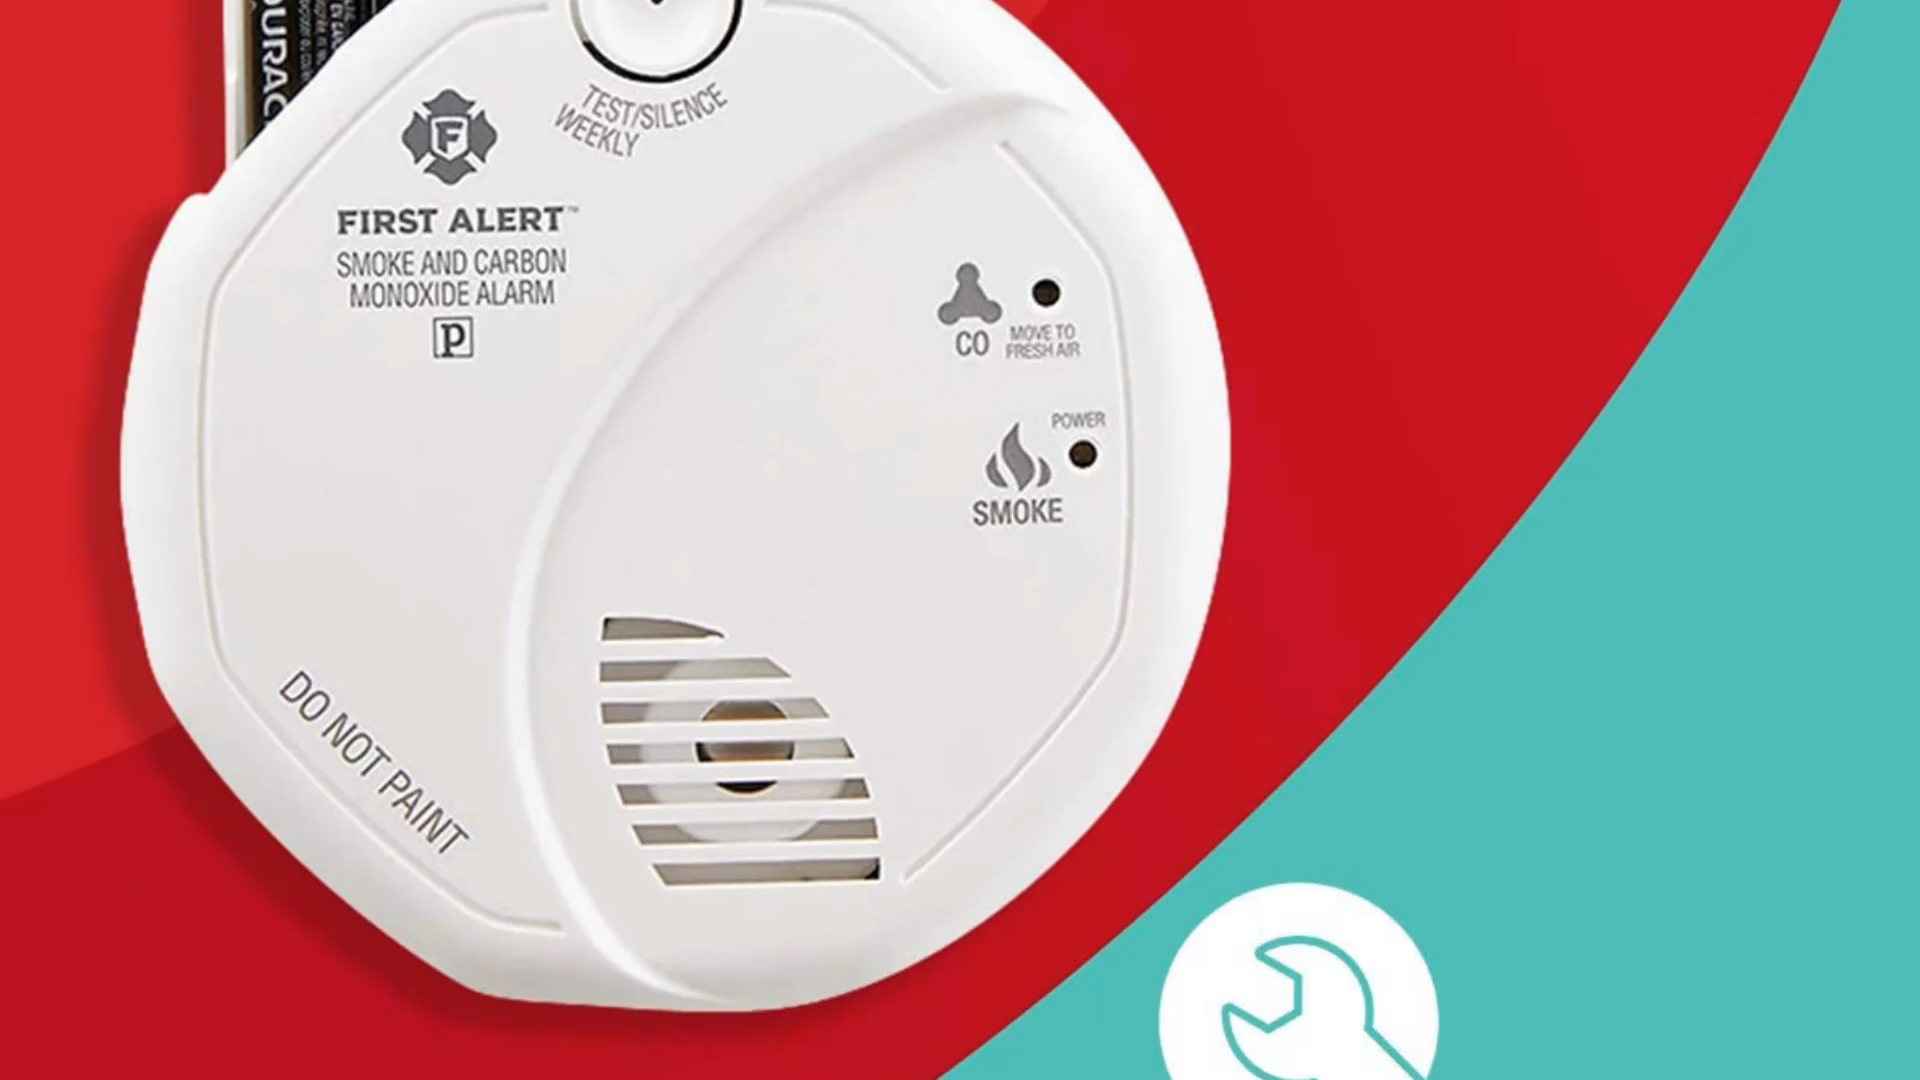 TEST/SILENCE
WEEKLY
F
FIRST ALERT™
SMOKE AND CARBON
MONOXIDE ALARM
P
CO
MOVE TO
FRESH AIR
POWER
SMOKE
DO NOT PAINT